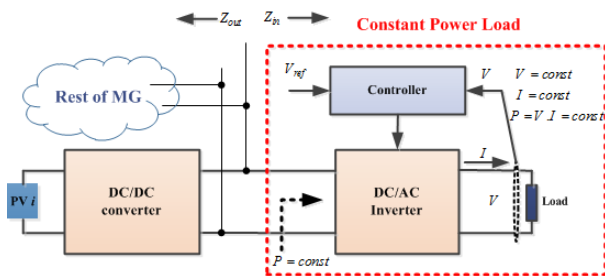 Z_out Z_in
Constant Power Load
V_ref
Controller
V
V = const
I = const
P = V . I = const
Rest of MG
PV i
DC/DC
converter
DC/AC
Inverter
I
V
Load
P = const